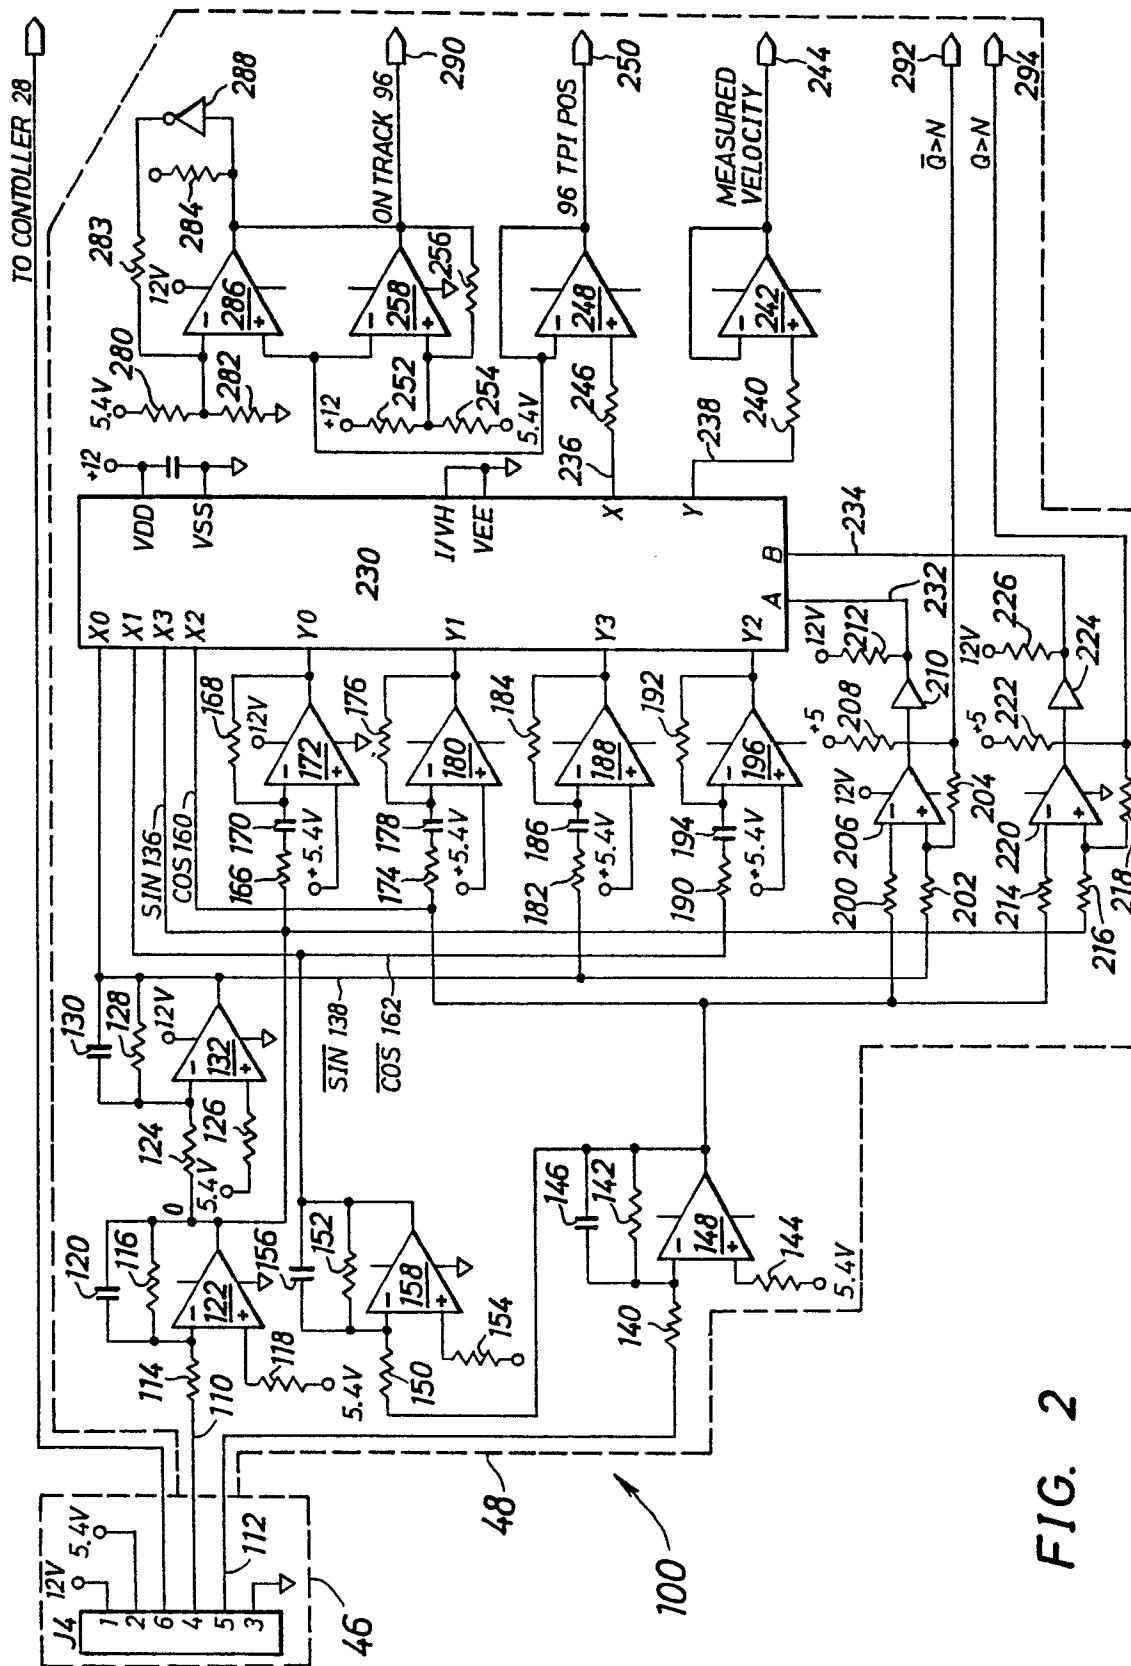 TO CONTOLLER 28
J4
12V
5.4V
1
2
6
4
5
3
46
112
110
48
100
114
116
120
122
118
5.4V
0
124
126
5.4V
128
130
132
12V
150
152
156
158
154
140
142
146
148
144
5.4V
SIN 136
COS 160
SIN 138
COS 162
X0
X1
X3
X2
Y0
Y1
Y3
Y2
230
VDD
VSS
I/VH
VEE
X
Y
A
B
+12
166
168
170
172
12V
+5.4V
174
176
178
180
+5.4V
182
184
186
188
+5.4V
190
192
194
196
+5.4V
200
202
204
206
12V
208
+5
210
212
12V
214
216
218
220
222
+5
224
226
12V
232
234
236
238
240
242
246
248
5.4V
280
282
283
12V
284
286
288
+12
252
254
256
258
5.4V
ON TRACK 96
290
96 TPI POS
250
MEASURED
VELOCITY
244
Q̅>N
292
Q>N
294
FIG. 2